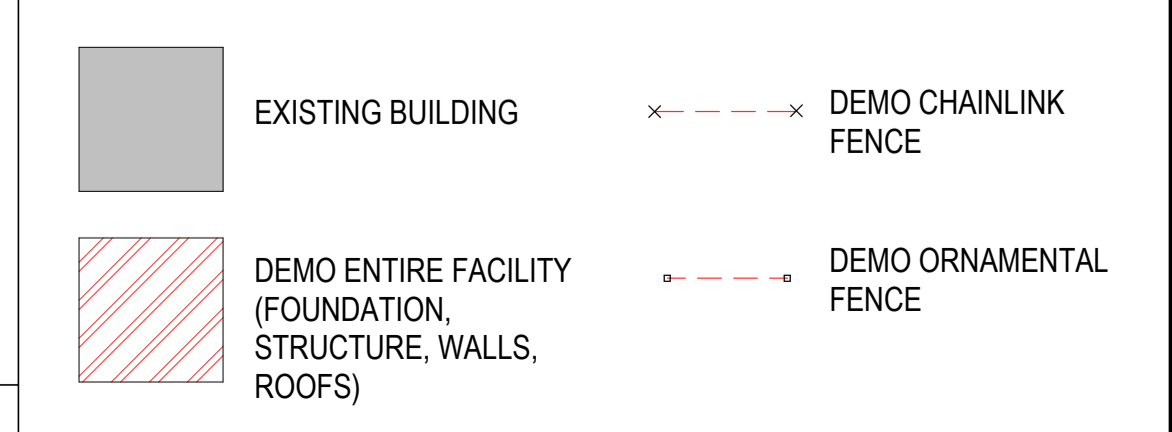 EXISTING BUILDING
DEMO CHAINLINK
FENCE
DEMO ENTIRE FACILITY
(FOUNDATION,
STRUCTURE, WALLS,
ROOFS)
DEMO ORNAMENTAL
FENCE